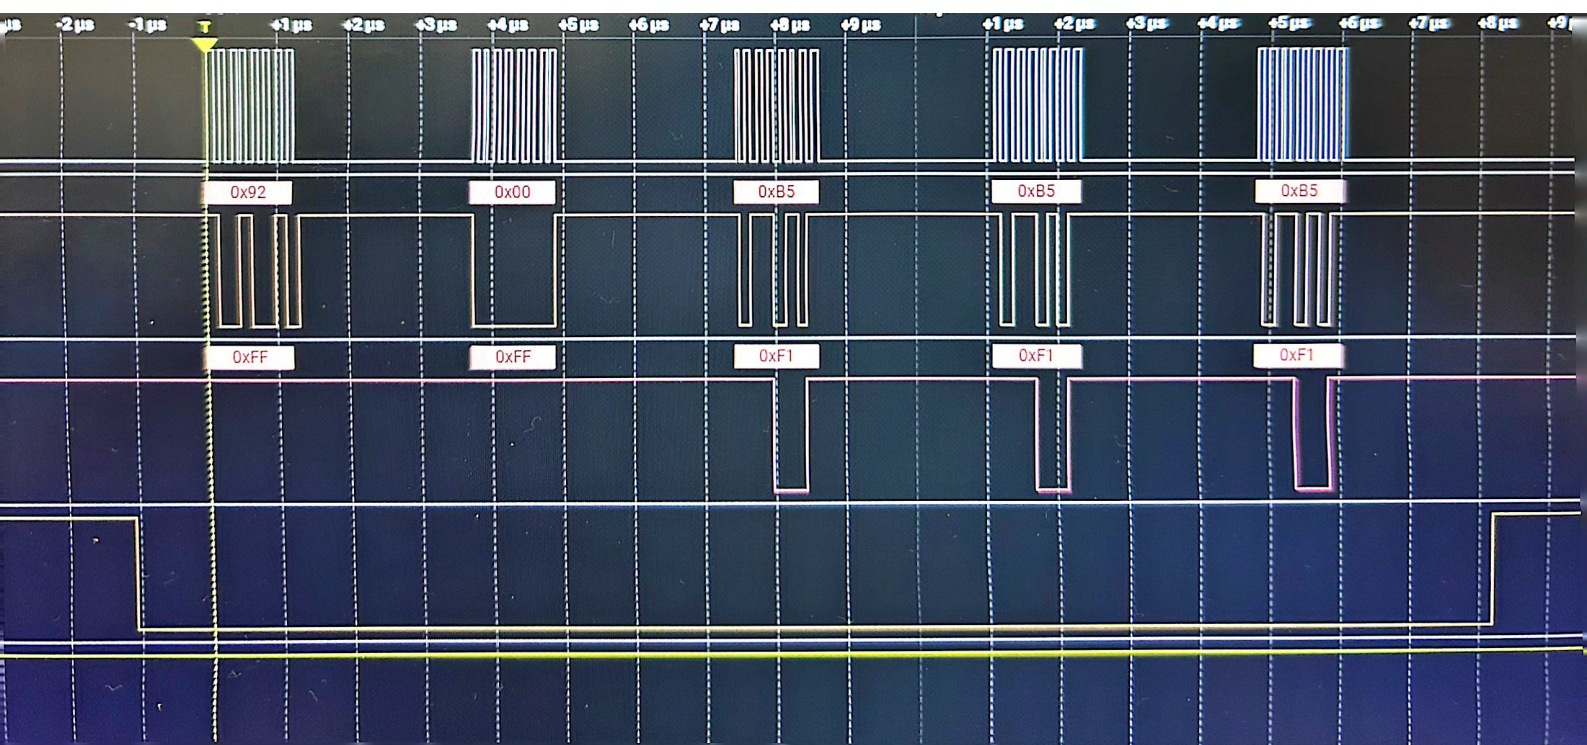 -2 µs -1 µs T +1 µs +2 µs +3 µs +4 µs +5 µs +6 µs +7 µs +8 µs +9 µs +1 µs +2 µs +3 µs +4 µs +5 µs +6 µs +7 µs +8 µs
0x92 0x00 0xB5 0xB5 0xB5
0xFF 0xFF 0xF1 0xF1 0xF1